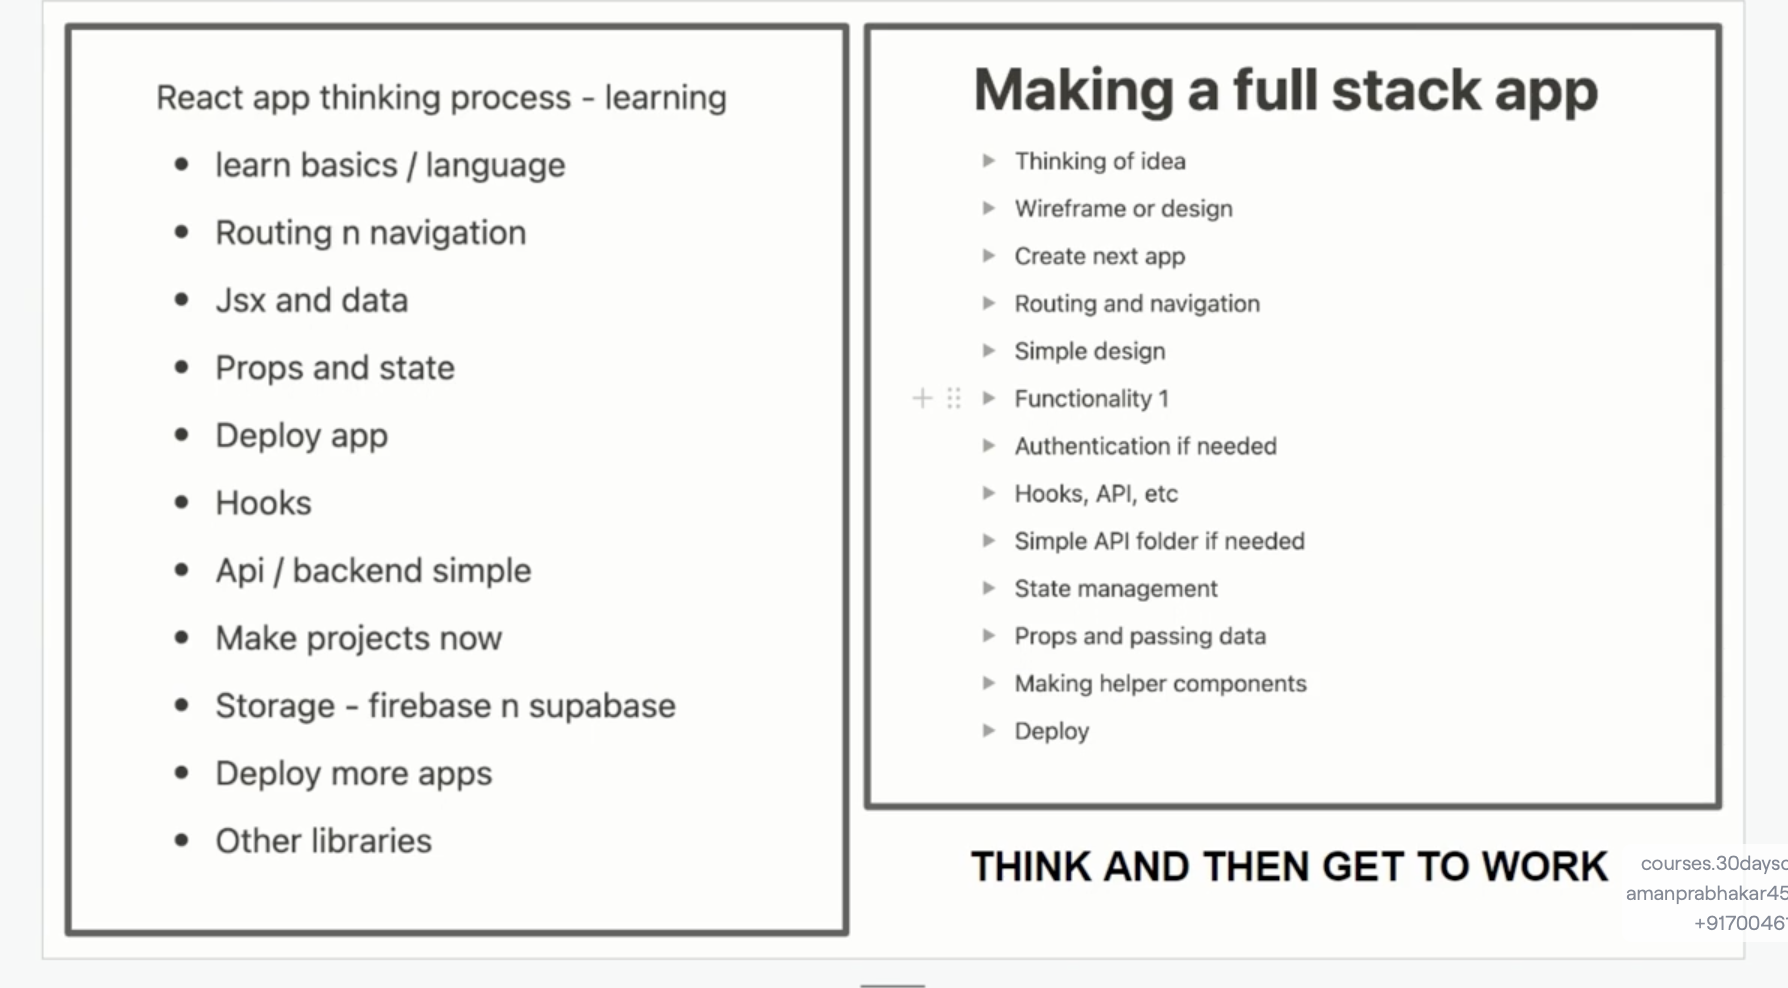 React app thinking process - learning
learn basics / language
Routing n navigation
Jsx and data
Props and state
Deploy app
Hooks
Api / backend simple
Make projects now
Storage - firebase n supabase
Deploy more apps
Other libraries
Making a full stack app
Thinking of idea
Wireframe or design
Create next app
Routing and navigation
Simple design
Functionality 1
Authentication if needed
Hooks, API, etc
Simple API folder if needed
State management
Props and passing data
Making helper components
Deploy
THINK AND THEN GET TO WORK
courses.30days
amanprabhakar45
+9170046